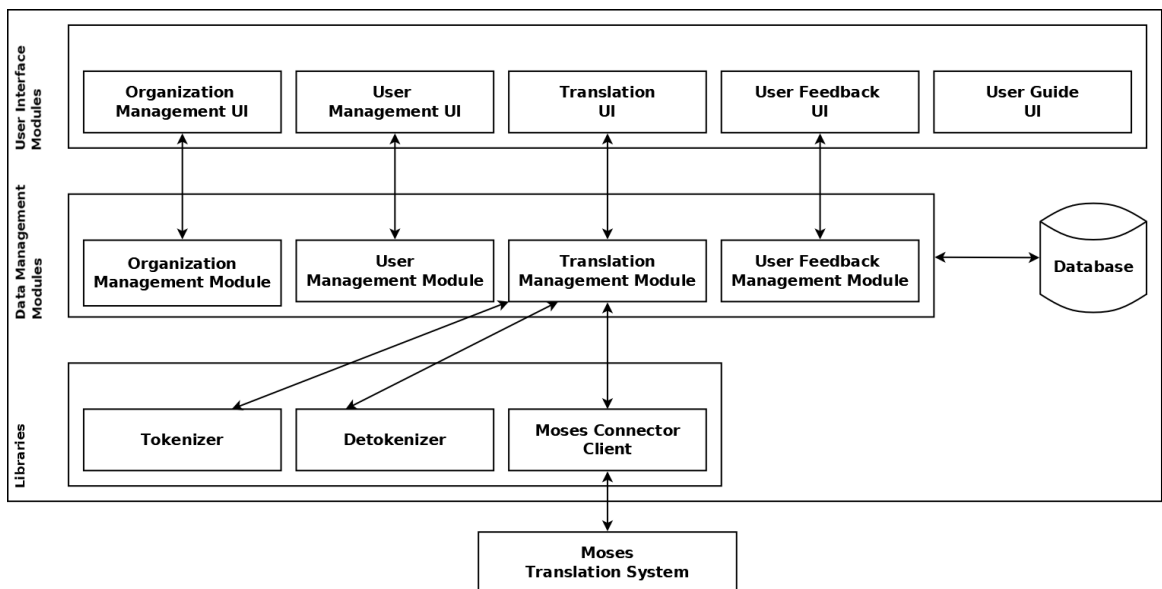 User Interface
Modules
Organization
Management UI
User
Management UI
Translation
UI
User Feedback
UI
User Guide
UI
Data Management
Modules
Organization
Management Module
User
Management Module
Translation
Management Module
User Feedback
Management Module
Database
Libraries
Tokenizer
Detokenizer
Moses Connector
Client
Moses
Translation System